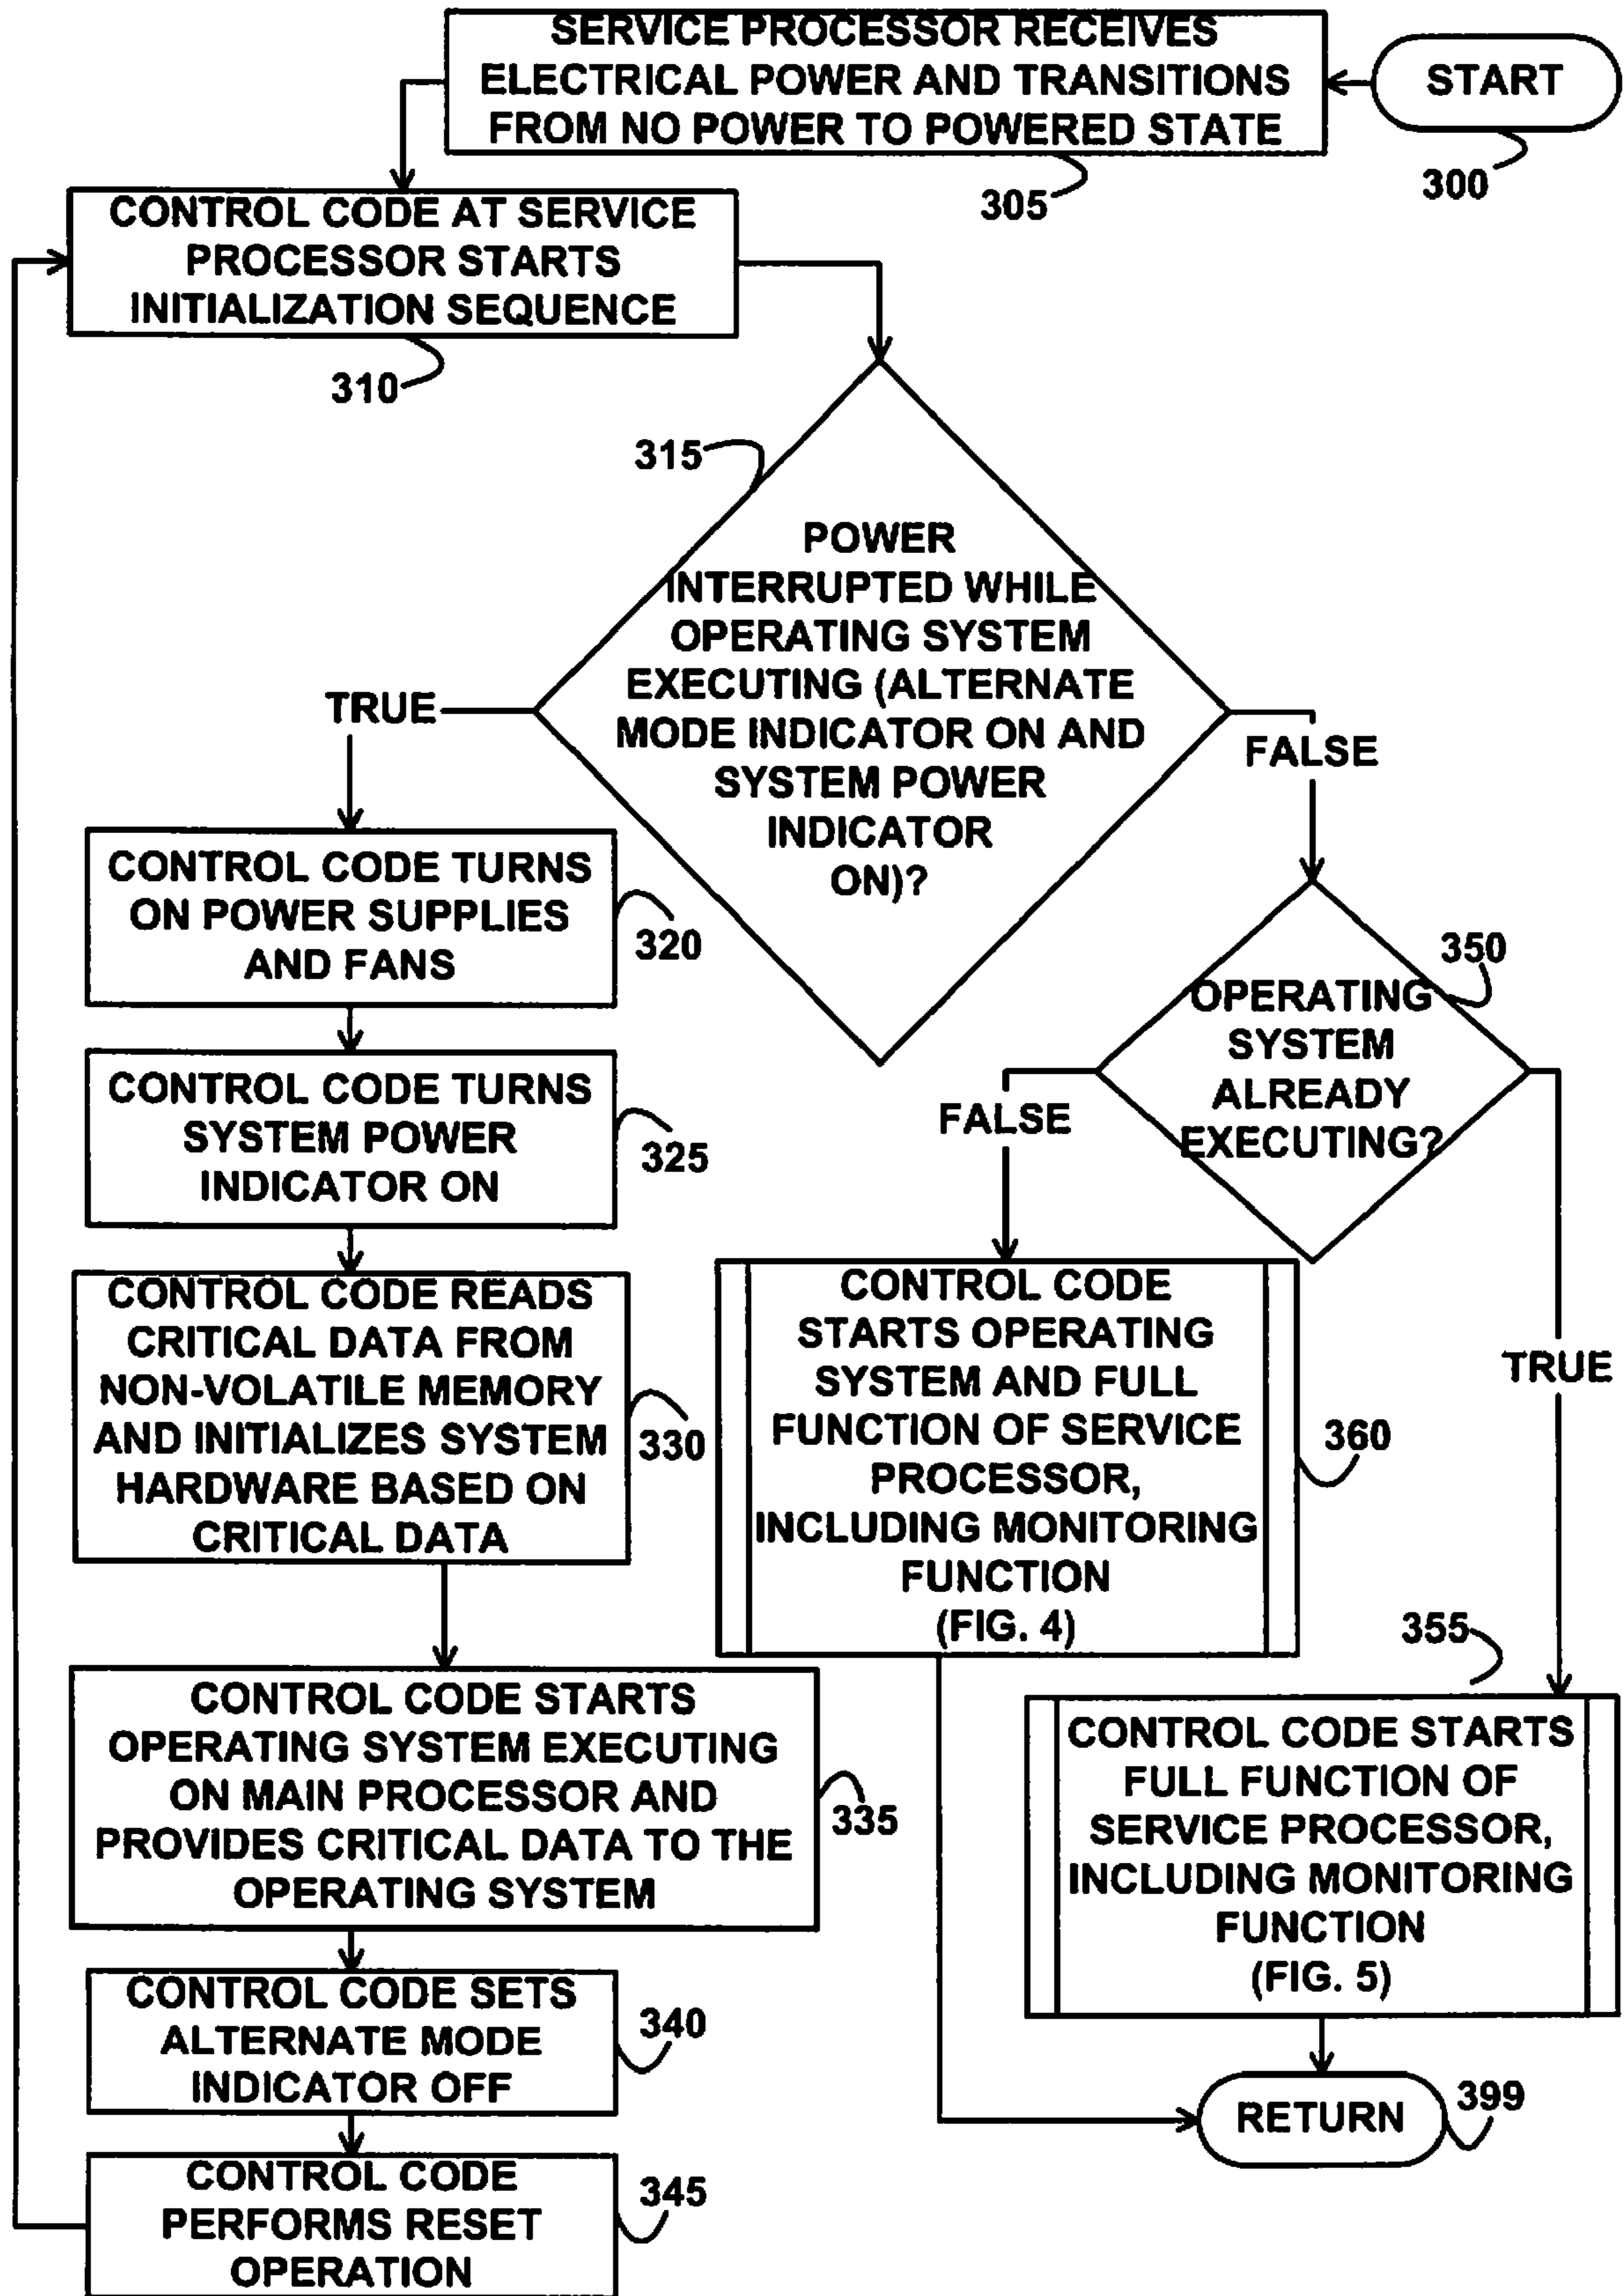 START
300
SERVICE PROCESSOR RECEIVES
ELECTRICAL POWER AND TRANSITIONS
FROM NO POWER TO POWERED STATE
305
CONTROL CODE AT SERVICE
PROCESSOR STARTS
INITIALIZATION SEQUENCE
310
315
POWER
INTERRUPTED WHILE
OPERATING SYSTEM
EXECUTING (ALTERNATE
MODE INDICATOR ON AND
SYSTEM POWER
INDICATOR
ON)?
TRUE
FALSE
CONTROL CODE TURNS
ON POWER SUPPLIES
AND FANS
320
CONTROL CODE TURNS
SYSTEM POWER
INDICATOR ON
325
CONTROL CODE READS
CRITICAL DATA FROM
NON-VOLATILE MEMORY
AND INITIALIZES SYSTEM
HARDWARE BASED ON
CRITICAL DATA
330
CONTROL CODE STARTS
OPERATING SYSTEM EXECUTING
ON MAIN PROCESSOR AND
PROVIDES CRITICAL DATA TO THE
OPERATING SYSTEM
335
CONTROL CODE SETS
ALTERNATE MODE
INDICATOR OFF
340
CONTROL CODE
PERFORMS RESET
OPERATION
345
350
OPERATING
SYSTEM
ALREADY
EXECUTING?
FALSE
TRUE
CONTROL CODE
STARTS OPERATING
SYSTEM AND FULL
FUNCTION OF SERVICE
PROCESSOR,
INCLUDING MONITORING
FUNCTION
(FIG. 4)
360
355
CONTROL CODE STARTS
FULL FUNCTION OF
SERVICE PROCESSOR,
INCLUDING MONITORING
FUNCTION
(FIG. 5)
RETURN
399